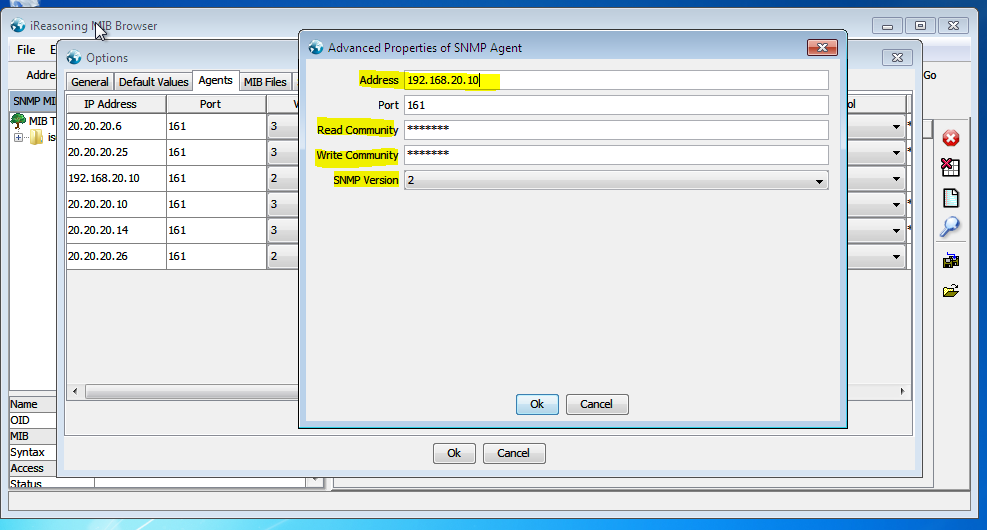 iReasoning MIB Browser
File
Addre
Go
Options
General Default Values Agents MIB Files
SNMP MI
MIB T
is
IP Address Port V ol
20.20.20.6 161 3
20.20.20.25 161 3
192.168.20.10 161 2
20.20.20.10 161 3
20.20.20.14 161 3
20.20.20.26 161 2
Advanced Properties of SNMP Agent
Address 192.168.20.10
Port 161
Read Community *******
Write Community *******
SNMP Version 2
Ok Cancel
Ok Cancel
Name
OID
MIB
Syntax
Access
Status